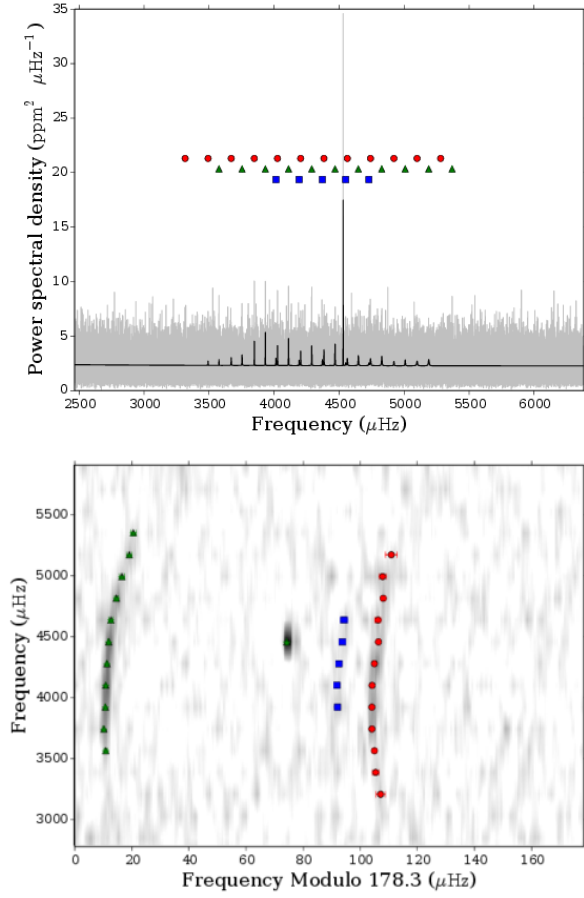 35
30
25
20
15
10
5
0
Power spectral density (ppm² μHz⁻¹)
2500 3000 3500 4000 4500 5000 5500 6000
Frequency (μHz)
5500
5000
4500
4000
3500
3000
Frequency (μHz)
0 20 40 60 80 100 120 140 160
Frequency Modulo 178.3 (μHz)